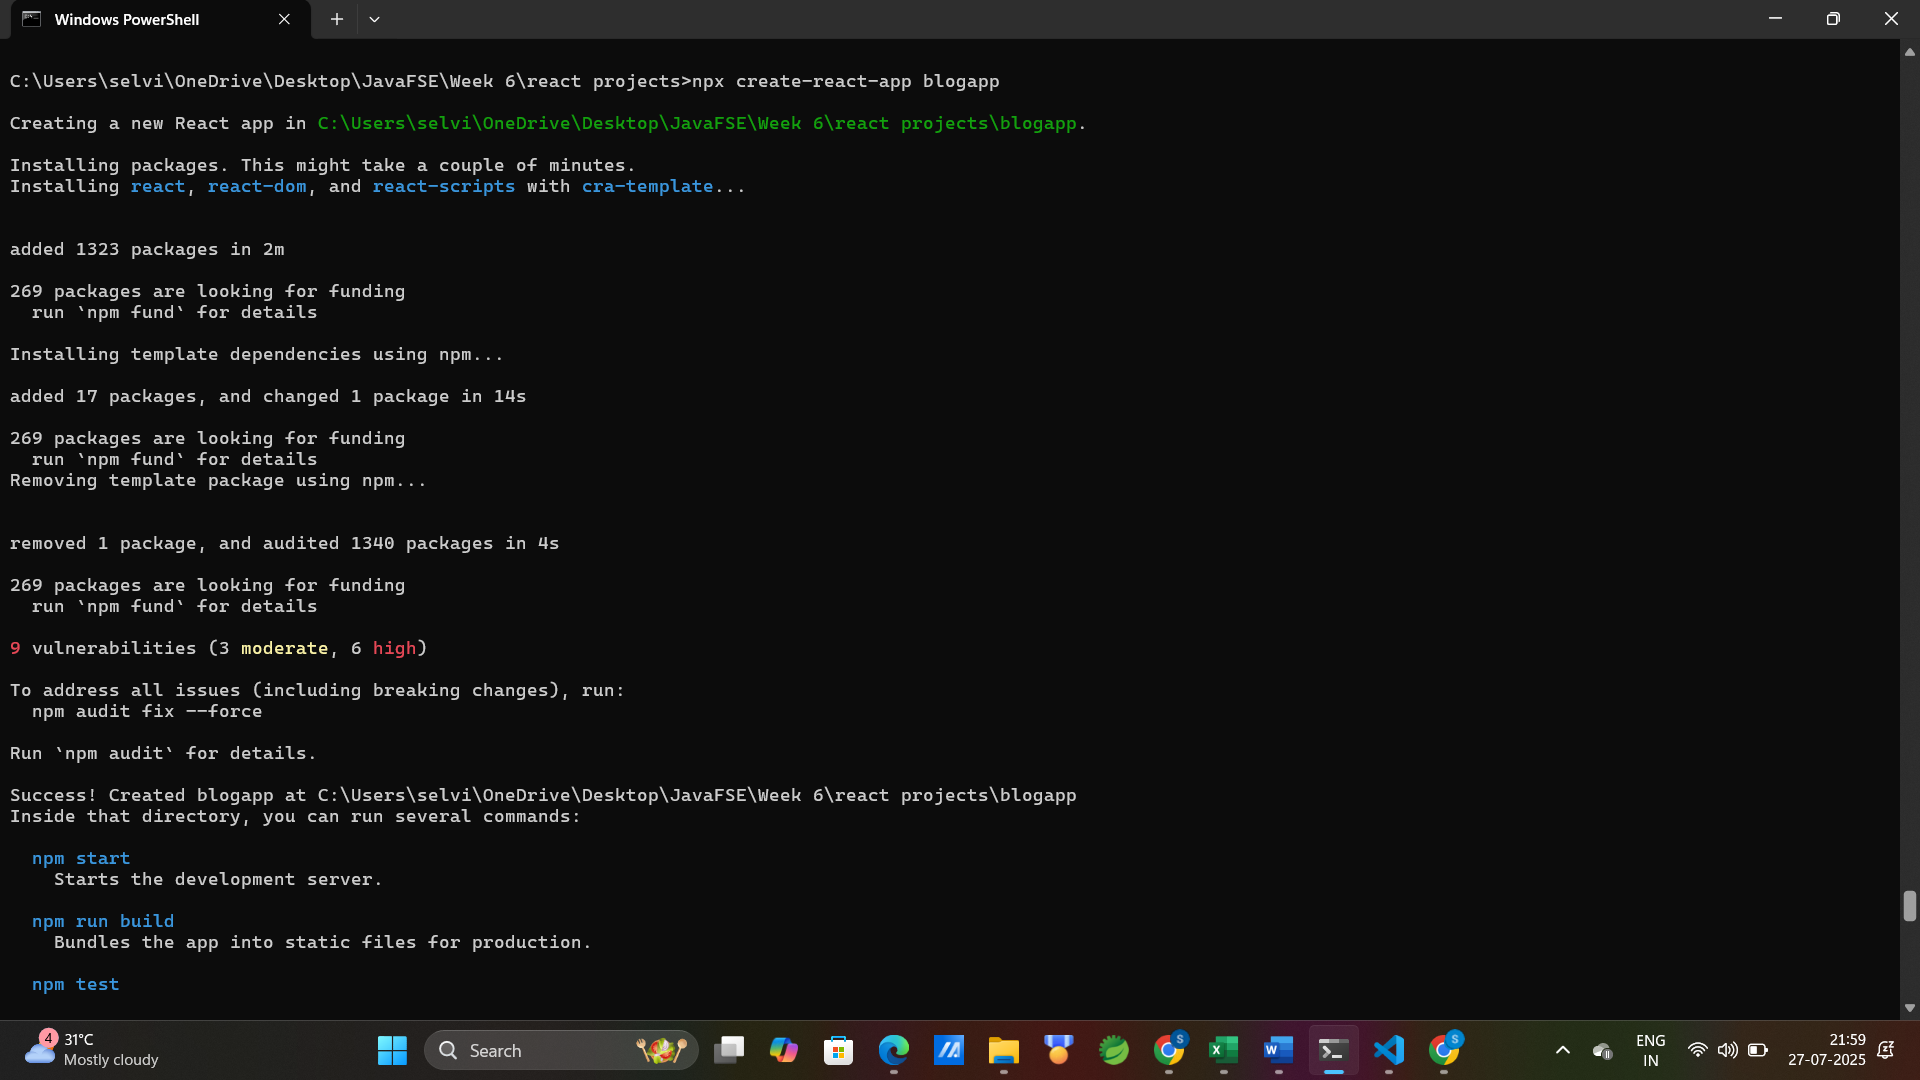 Windows PowerShell
C:\Users\selvi\OneDrive\Desktop\JavaFSE\Week 6\react projects>npx create-react-app blogapp
Creating a new React app in C:\Users\selvi\OneDrive\Desktop\JavaFSE\Week 6\react projects\blogapp.
Installing packages. This might take a couple of minutes.
Installing react, react-dom, and react-scripts with cra-template...
added 1323 packages in 2m
269 packages are looking for funding
run `npm fund` for details
Installing template dependencies using npm...
added 17 packages, and changed 1 package in 14s
269 packages are looking for funding
run `npm fund` for details
Removing template package using npm...
removed 1 package, and audited 1340 packages in 4s
269 packages are looking for funding
run `npm fund` for details
9 vulnerabilities (3 moderate, 6 high)
To address all issues (including breaking changes), run:
npm audit fix --force
Run `npm audit` for details.
Success! Created blogapp at C:\Users\selvi\OneDrive\Desktop\JavaFSE\Week 6\react projects\blogapp
Inside that directory, you can run several commands:
npm start
Starts the development server.
npm run build
Bundles the app into static files for production.
npm test
4
31°C
Mostly cloudy
Search
S
S
ENG
IN
21:59
27-07-2025